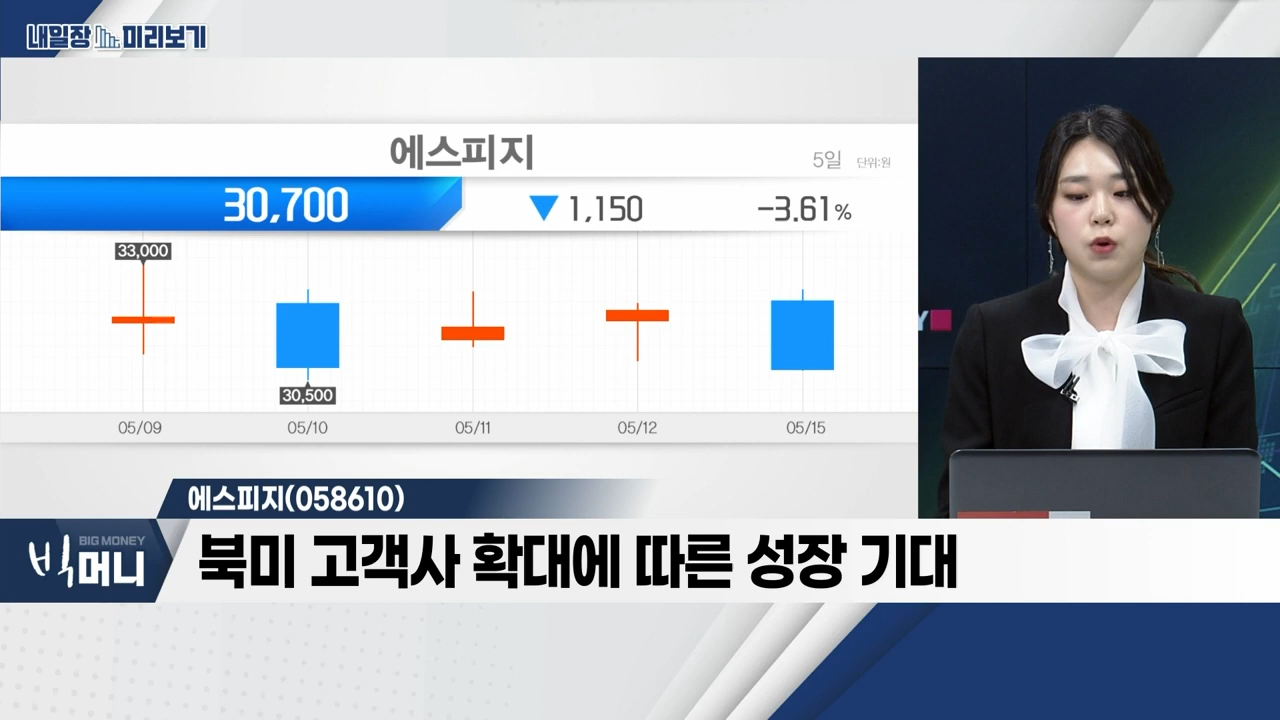 내일장 미리보기
에스피지
5일 단위:원
30,700 ▼ 1,150 -3.61%
33,000
30,500
05/09 05/10 05/11 05/12 05/15
에스피지(058610)
BIG MONEY
빅머니
북미 고객사 확대에 따른 성장 기대
Y